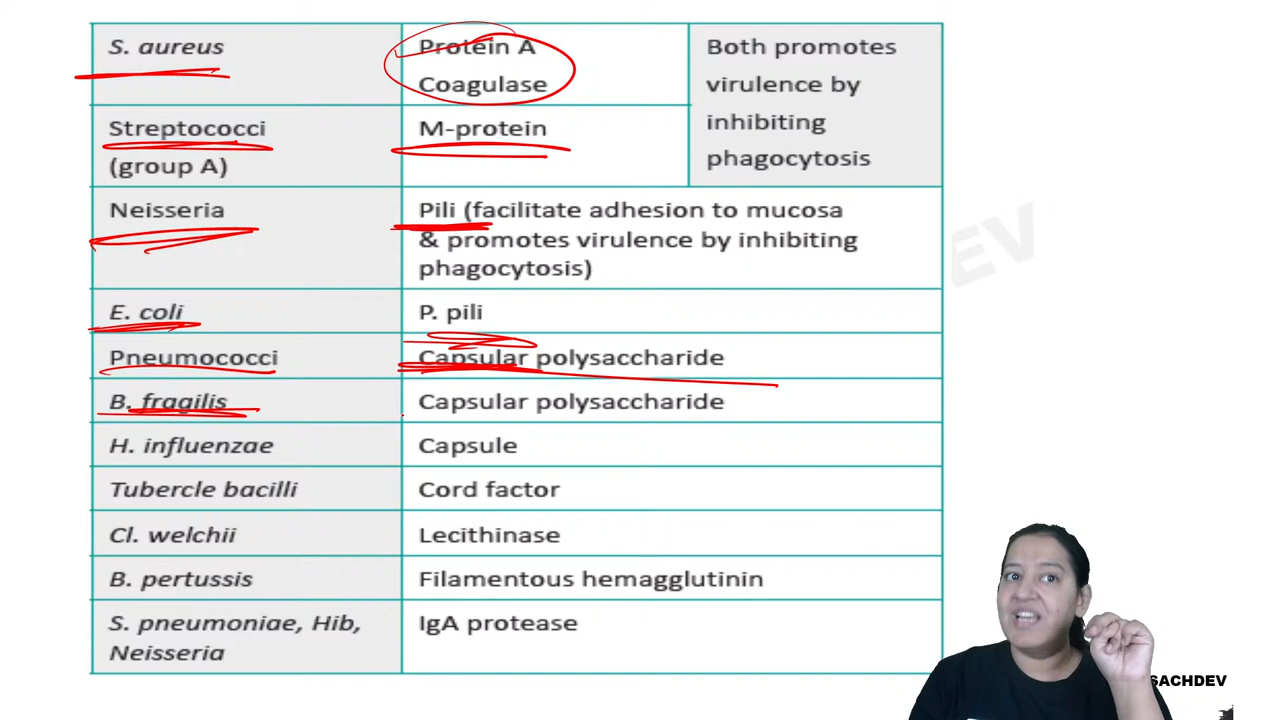 S. aureus
Protein A
Coagulase
Both promotes
virulence by
inhibiting
phagocytosis
Streptococci
(group A)
M-protein
Neisseria
Pili (facilitate adhesion to mucosa
& promotes virulence by inhibiting
phagocytosis)
E. coli
P. pili
Pneumococci
Capsular polysaccharide
B. fragilis
Capsular polysaccharide
H. influenzae
Capsule
Tubercle bacilli
Cord factor
Cl. welchii
Lecithinase
B. pertussis
Filamentous hemagglutinin
S. pneumoniae, Hib,
Neisseria
IgA protease
EV
SACHDEV